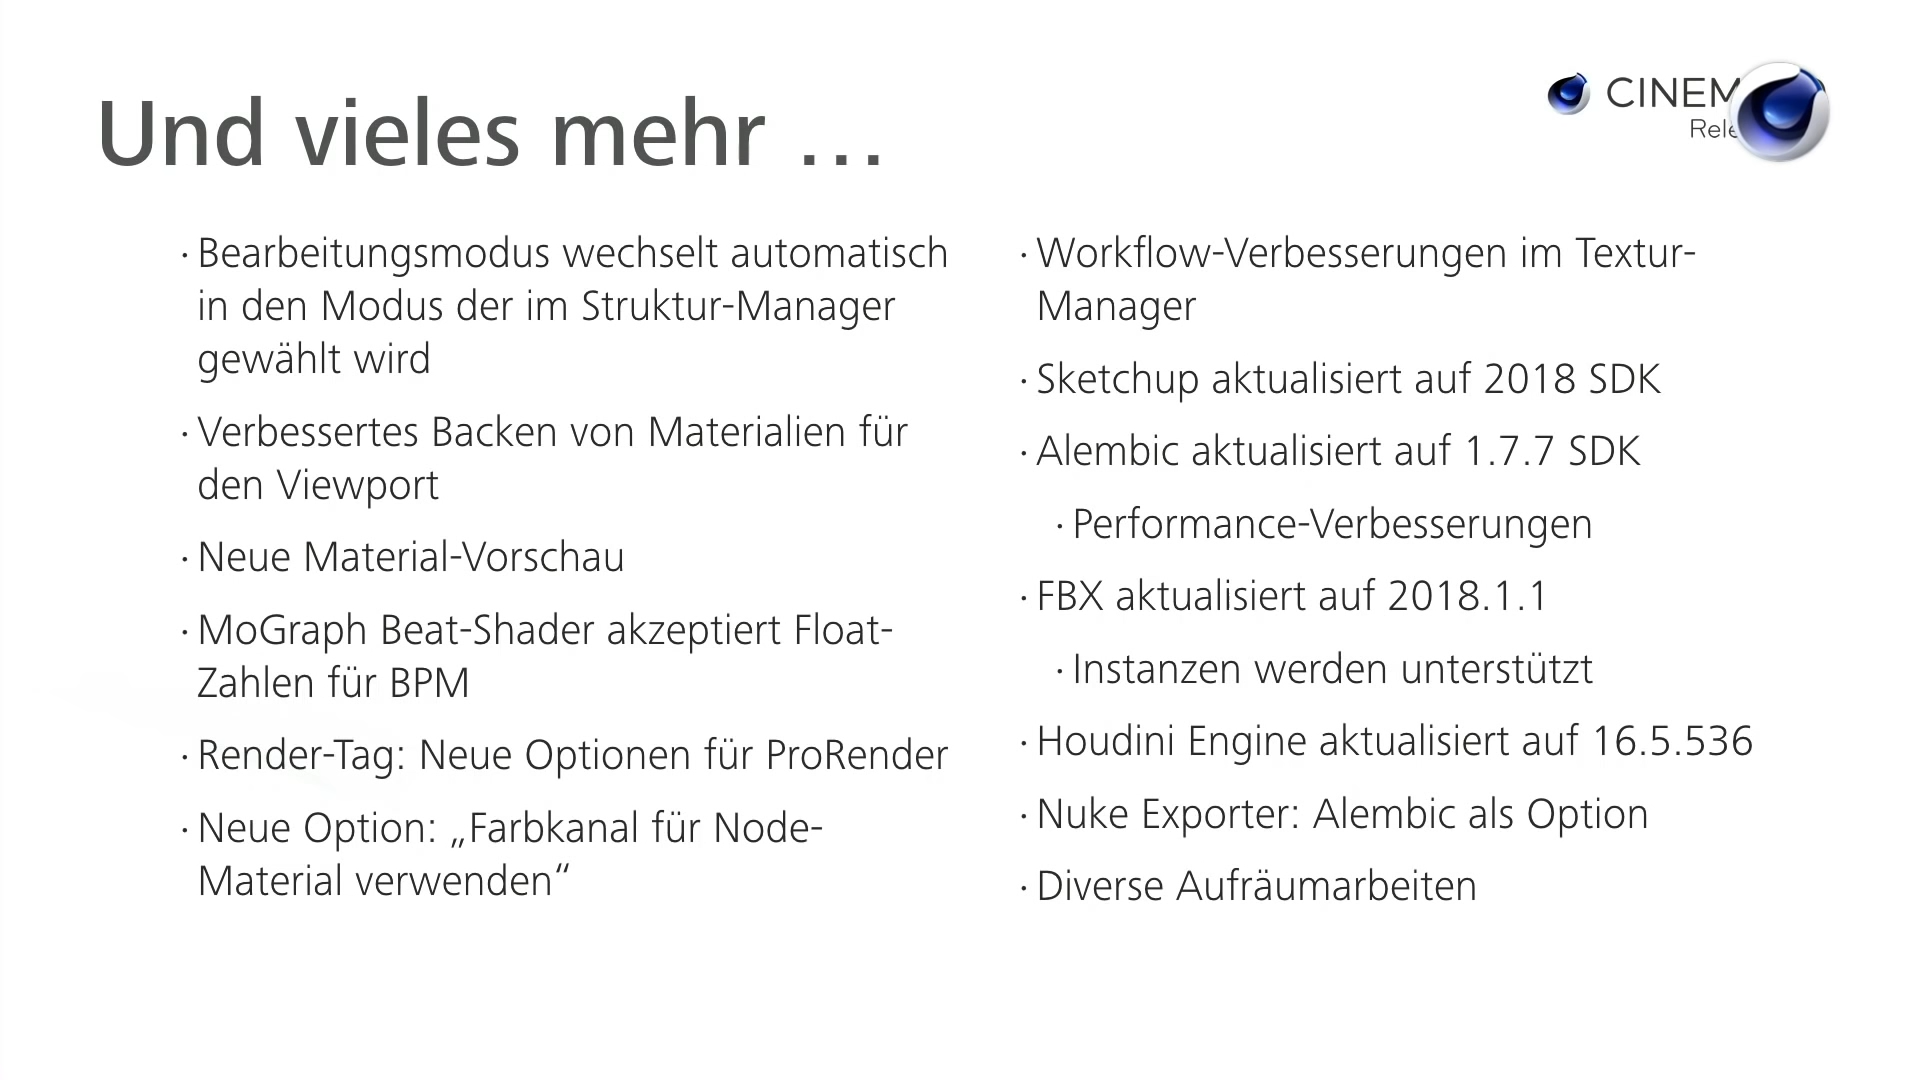 Und vieles mehr …
· Bearbeitungsmodus wechselt automatisch
in den Modus der im Struktur-Manager
gewählt wird
· Verbessertes Backen von Materialien für
den Viewport
· Neue Material-Vorschau
· MoGraph Beat-Shader akzeptiert Float-
Zahlen für BPM
· Render-Tag: Neue Optionen für ProRender
· Neue Option: „Farbkanal für Node-
Material verwenden“
· Workflow-Verbesserungen im Textur-
Manager
· Sketchup aktualisiert auf 2018 SDK
· Alembic aktualisiert auf 1.7.7 SDK
· Performance-Verbesserungen
· FBX aktualisiert auf 2018.1.1
· Instanzen werden unterstützt
· Houdini Engine aktualisiert auf 16.5.536
· Nuke Exporter: Alembic als Option
· Diverse Aufräumarbeiten